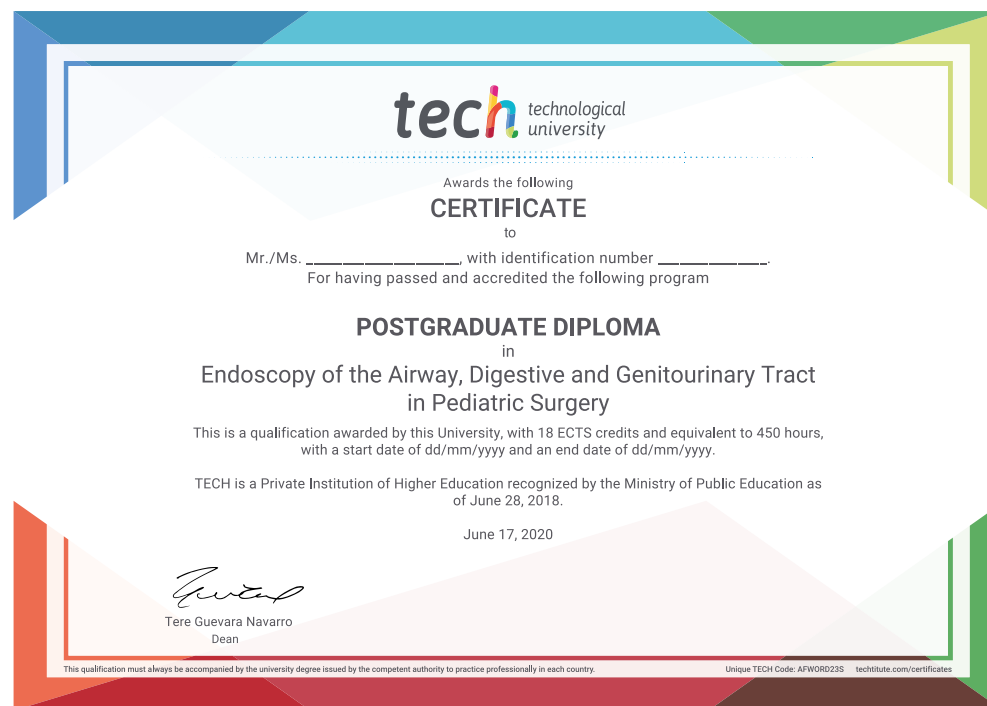 tech technological
university
Awards the following
CERTIFICATE
to
Mr./Ms. ____________________, with identification number ______________.
For having passed and accredited the following program
POSTGRADUATE DIPLOMA
in
Endoscopy of the Airway, Digestive and Genitourinary Tract
in Pediatric Surgery
This is a qualification awarded by this University, with 18 ECTS credits and equivalent to 450 hours,
with a start date of dd/mm/yyyy and an end date of dd/mm/yyyy.
TECH is a Private Institution of Higher Education recognized by the Ministry of Public Education as
of June 28, 2018.
June 17, 2020
Tere Guevara Navarro
Dean
This qualification must always be accompanied by the university degree issued by the competent authority to practice professionally in each country.
Unique TECH Code: AFWORD23S techtitute.com/certificates